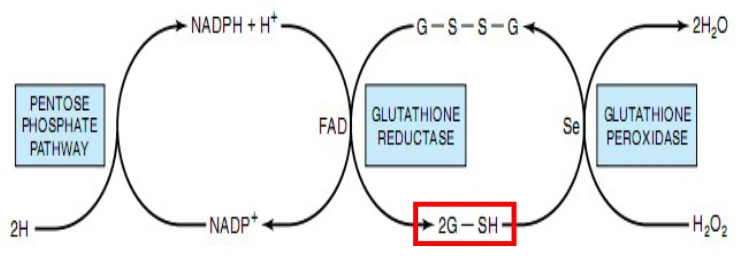 NADPH + H⁺
G – S – S – G
2H₂O
PENTOSE
PHOSPHATE
PATHWAY
FAD
GLUTATHIONE
REDUCTASE
Se
GLUTATHIONE
PEROXIDASE
2H
NADP⁺
2G – SH
H₂O₂